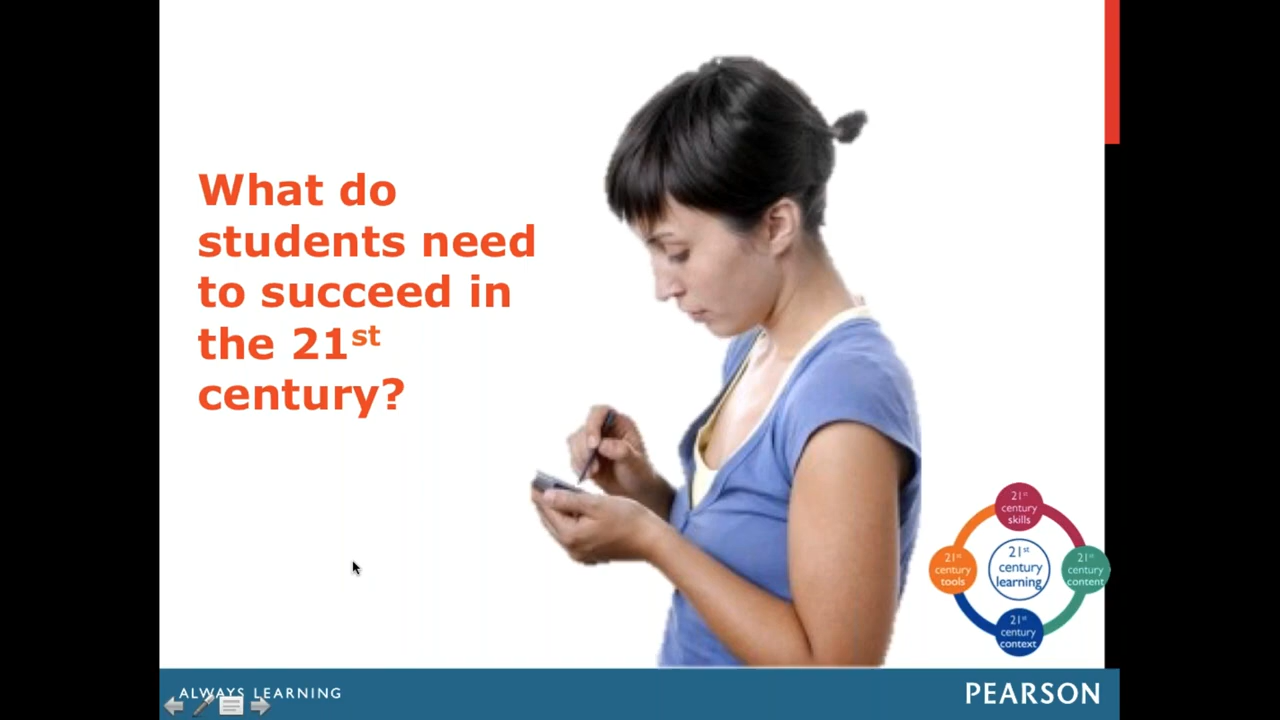 What do
students need
to succeed in
the 21st
century?
21st
century
skills
21st
century
tools
21st
century
learning
21st
century
content
21st
century
context
ALWAYS LEARNING
PEARSON